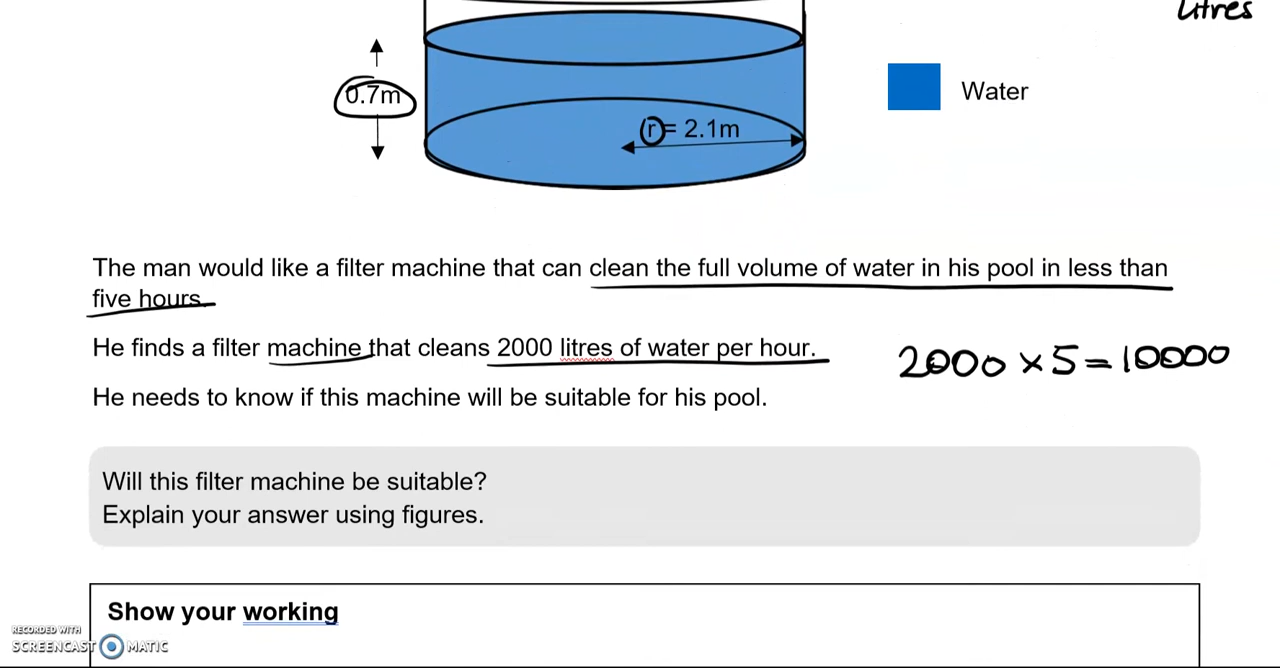 Litres
0.7m
Water
r = 2.1m
The man would like a filter machine that can clean the full volume of water in his pool in less than
five hours.
He finds a filter machine that cleans 2000 litres of water per hour.
2000 × 5 = 10000
He needs to know if this machine will be suitable for his pool.
Will this filter machine be suitable?
Explain your answer using figures.
Show your working
RECORDED WITH
SCREENCAST MATIC